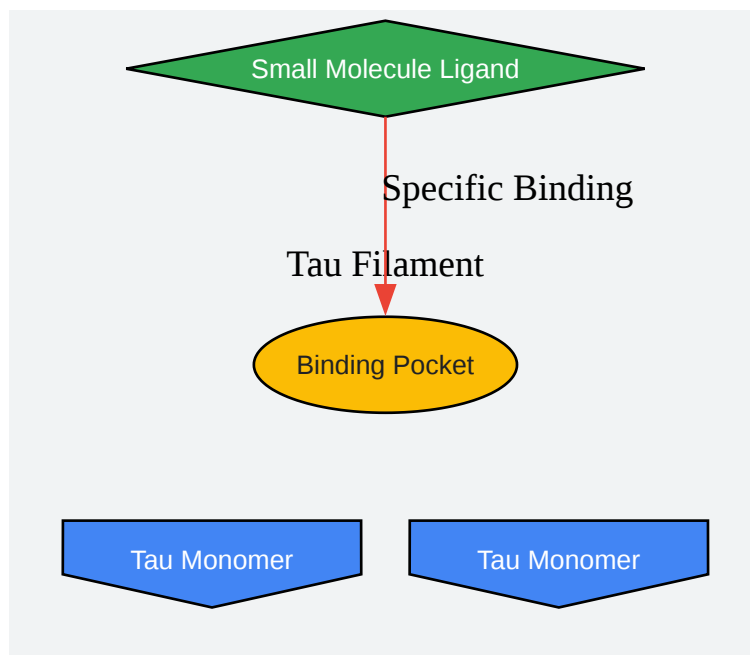 Small Molecule Ligand
Specific Binding
Tau Filament
Binding Pocket
Tau Monomer
Tau Monomer